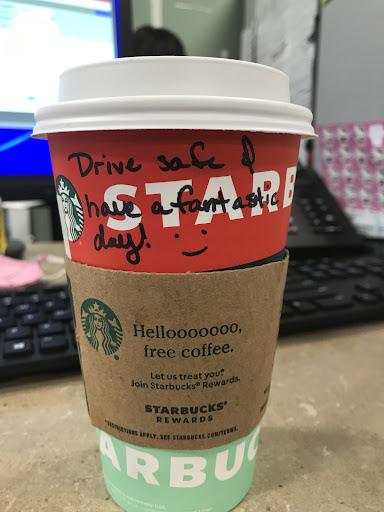 Drive safe &
STARB
have a fantastic
day!
Hellooooooo,
free coffee.
Let us treat you*
Join Starbucks® Rewards.
STARBUCKS®
REWARDS
*RESTRICTIONS APPLY. SEE STARBUCKS.COM/TERMS.
ARBUC